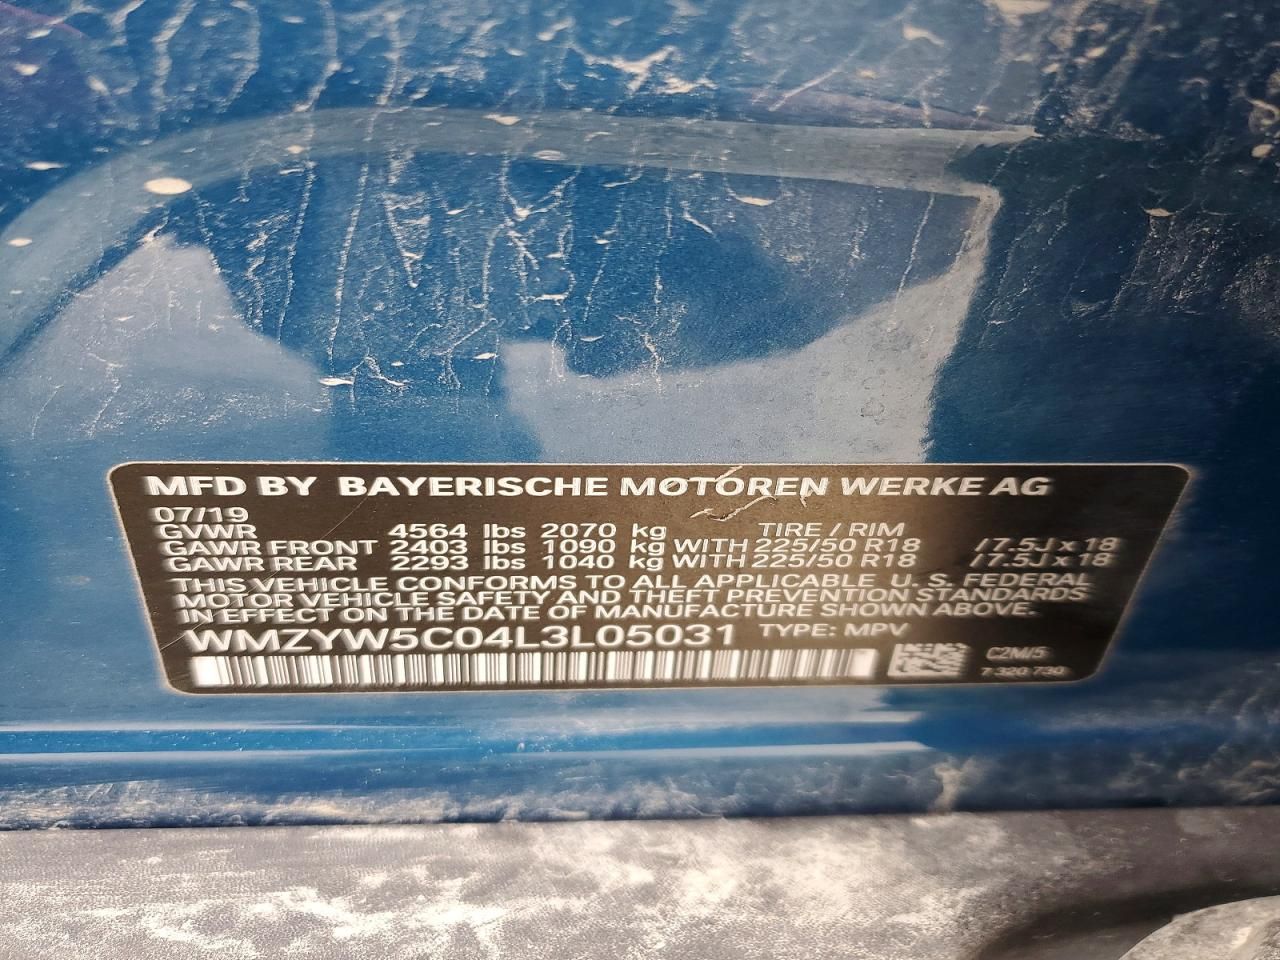 MFD BY BAYERISCHE MOTOREN WERKE AG
07/19
GVWR 4564 lbs 2070 kg TIRE / RIM
GAWR FRONT 2403 lbs 1090 kg WITH 225/50 R18 /7.5J x 18
GAWR REAR 2293 lbs 1040 kg WITH 225/50 R18 /7.5J x 18
THIS VEHICLE CONFORMS TO ALL APPLICABLE U. S. FEDERAL
MOTOR VEHICLE SAFETY AND THEFT PREVENTION STANDARDS
IN EFFECT ON THE DATE OF MANUFACTURE SHOWN ABOVE.
WMZYW5C04L3L05031 TYPE: MPV
C2M/5
7 320 730